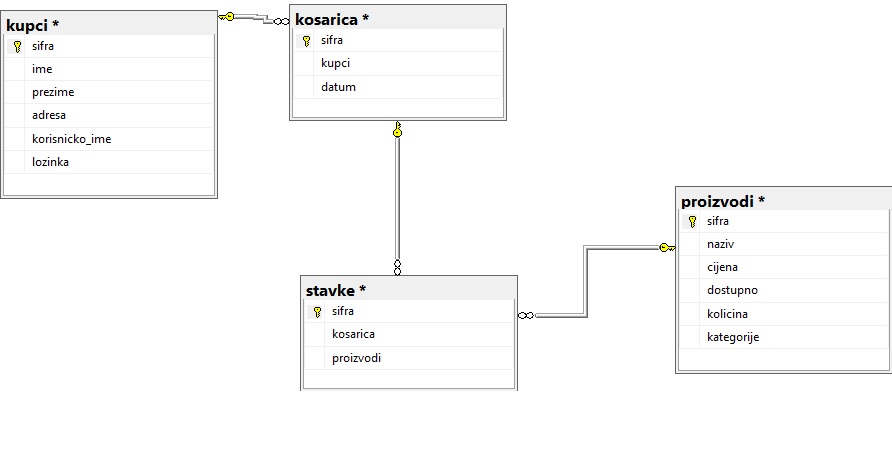 kupci *
sifra
ime
prezime
adresa
korisnicko_ime
lozinka
kosarica *
sifra
kupci
datum
stavke *
sifra
kosarica
proizvodi
proizvodi *
sifra
naziv
cijena
dostupno
kolicina
kategorije